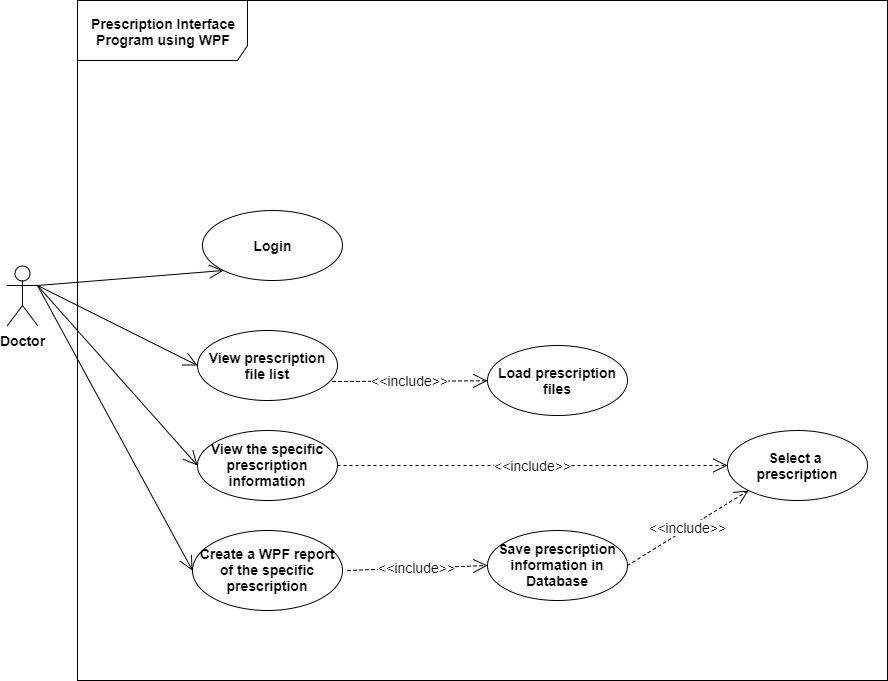 Prescription Interface
Program using WPF
Login
Doctor
View prescription
file list
<<include>>
Load prescription
files
View the specific
prescription
information
<<include>>
Select a
prescription
Create a WPF report
of the specific
prescription
<<include>>
Save prescription
information in
Database
<<include>>